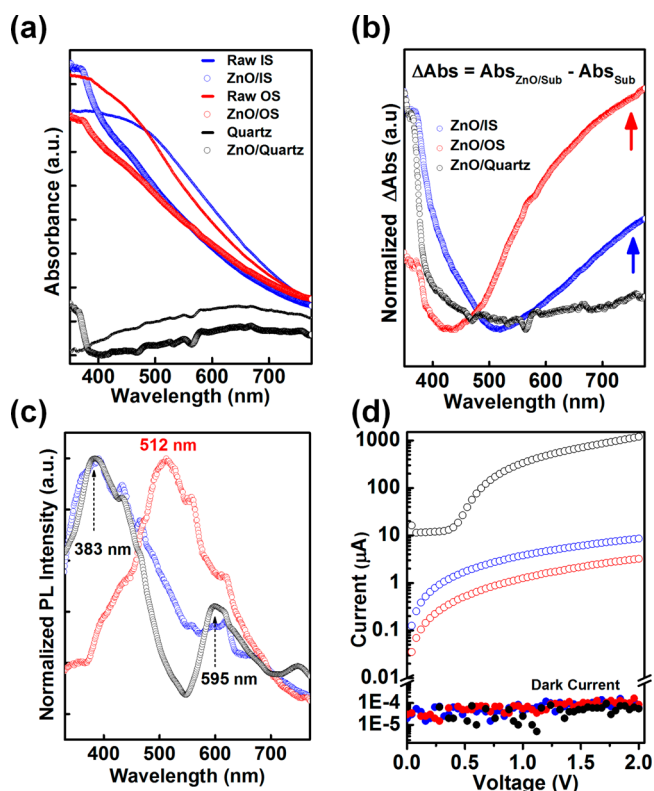 (a)
Absorbance (a.u)
Raw IS
ZnO/IS
Raw OS
ZnO/OS
Quartz
ZnO/Quartz
400 500 600 700
Wavelength (nm)
(b)
Normalized ΔAbs (a.u)
ΔAbs = Abs_ZnO/Sub - Abs_Sub
ZnO/IS
ZnO/OS
ZnO/Quartz
400 500 600 700
Wavelength (nm)
(c)
Normalized PL Intensity (a.u.)
512 nm
383 nm
595 nm
400 500 600 700
Wavelength (nm)
(d)
Current (μA)
1000
100
10
1
0.1
0.01
1E-4
1E-5
Dark Current
0.0 0.5 1.0 1.5 2.0
Voltage (V)